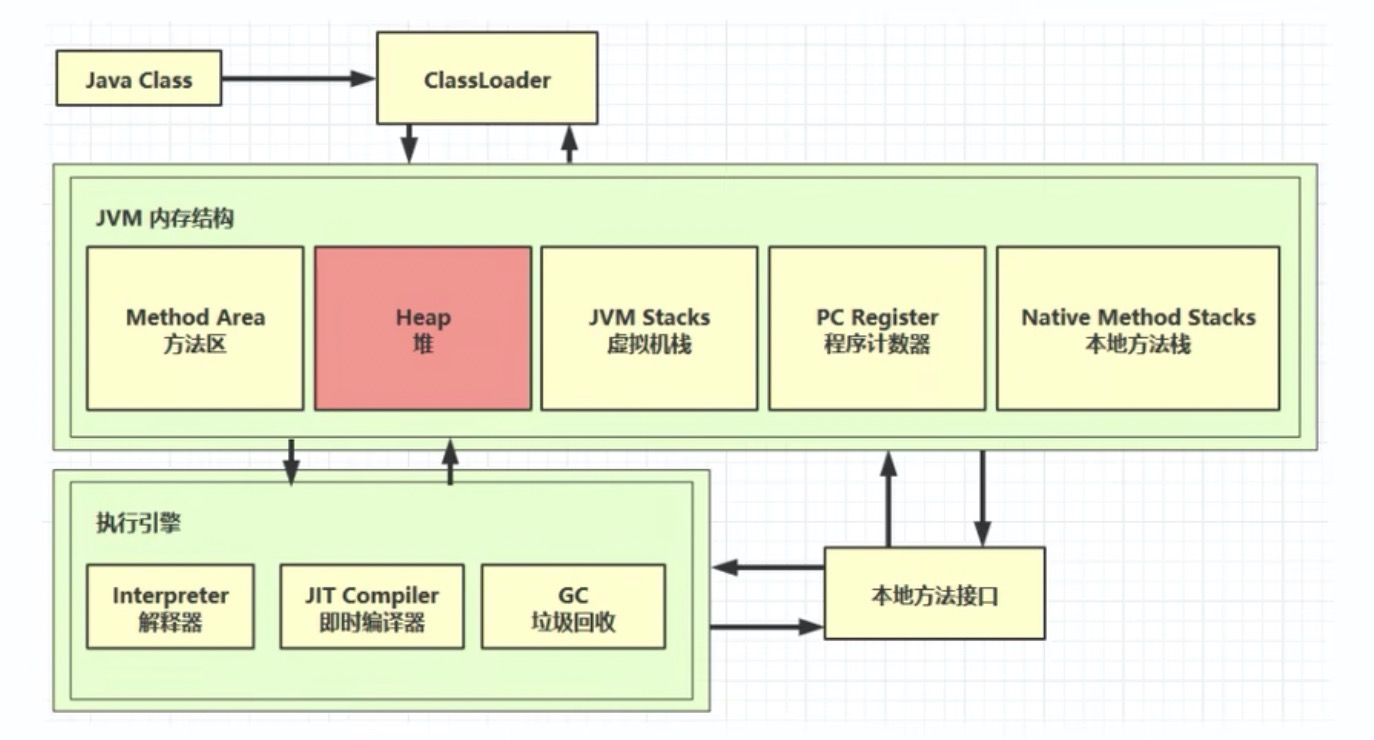 Java Class
ClassLoader
JVM 内存结构
Method Area
方法区
Heap
堆
JVM Stacks
虚拟机栈
PC Register
程序计数器
Native Method Stacks
本地方法栈
执行引擎
Interpreter
解释器
JIT Compiler
即时编译器
GC
垃圾回收
本地方法接口